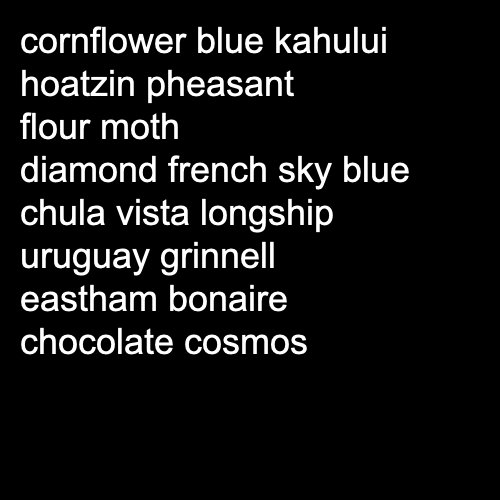 cornflower blue kahului
hoatzin pheasant
flour moth
diamond french sky blue
chula vista longship
uruguay grinnell
eastham bonaire
chocolate cosmos